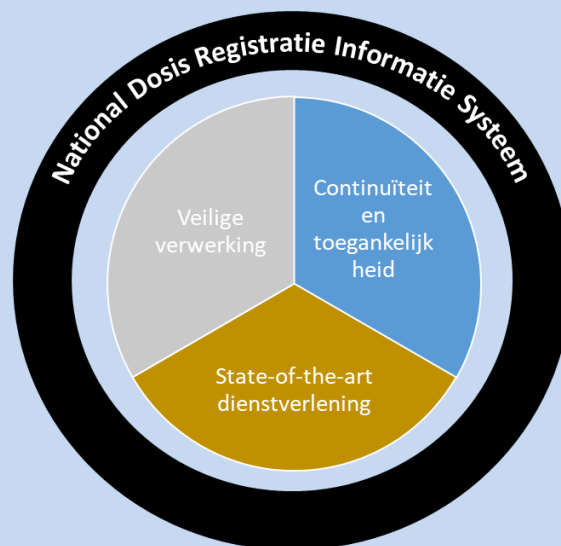 National Dosis Registratie Informatie Systeem
Veilige
verwerking
Continuïteit
en
toegankelijk
heid
State-of-the-art
dienstverlening